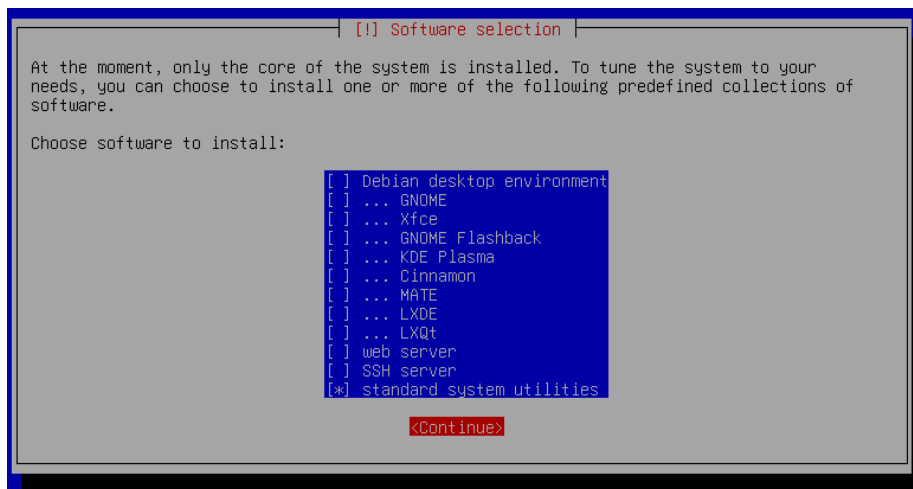 [!] Software selection
At the moment, only the core of the system is installed. To tune the system to your
needs, you can choose to install one or more of the following predefined collections of
software.
Choose software to install:
[ ] Debian desktop environment
[ ] ... GNOME
[ ] ... Xfce
[ ] ... GNOME Flashback
[ ] ... KDE Plasma
[ ] ... Cinnamon
[ ] ... MATE
[ ] ... LXDE
[ ] ... LXQt
[ ] web server
[ ] SSH server
[*] standard system utilities
<Continue>